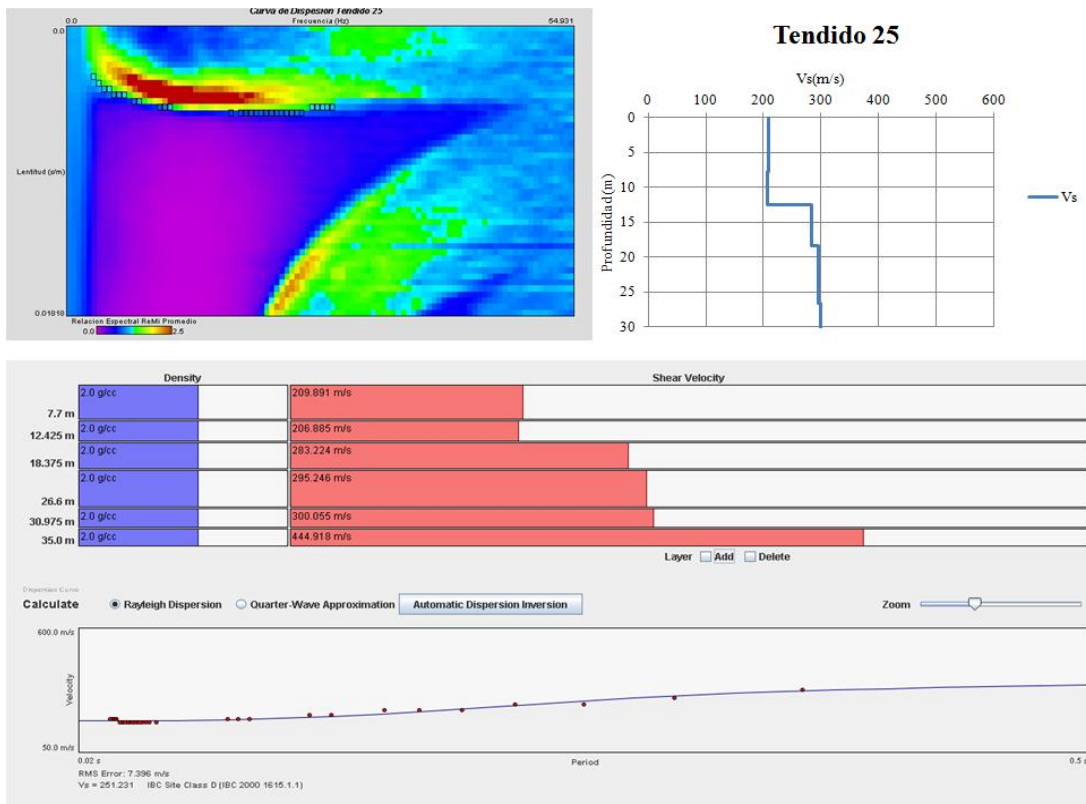 Curva de Dispesión Tendido 25
0.0 Frecuencia (Hz) 54.931
0.0
Lentitud (s/m)
0.01818
Relacion Espectral ReMi Promedio
0.0 2.5
Tendido 25
Vs(m/s)
0 100 200 300 400 500 600
0
5
10
15
20
25
30
Profundidad(m)
Vs
Density Shear Velocity
2.0 g/cc 209.891 m/s
7.7 m
2.0 g/cc 206.885 m/s
12.425 m
2.0 g/cc 283.224 m/s
18.375 m
2.0 g/cc 295.246 m/s
26.6 m
2.0 g/cc 300.055 m/s
30.975 m
2.0 g/cc 444.918 m/s
35.0 m
Layer Add Delete
Dispersion Curve
Calculate Rayleigh Dispersion Quarter-Wave Approximation Automatic Dispersion Inversion Zoom
600.0 m/s
Velocity
50.0 m/s
0.02 s Period 0.5 s
RMS Error: 7.396 m/s
Vs = 251.231 IBC Site Class D (IBC 2000 1615.1.1)